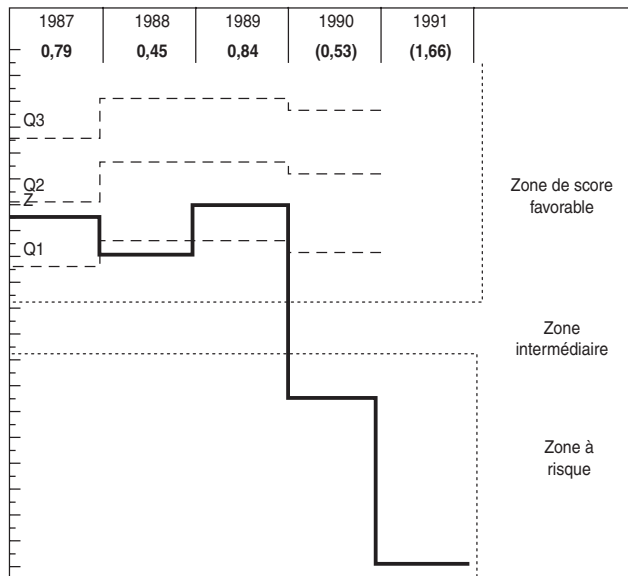 1987 1988 1989 1990 1991
0,79 0,45 0,84 (0,53) (1,66)
Q3
Q2
Z
Q1
Zone de score
favorable
Zone
intermédiaire
Zone à
risque